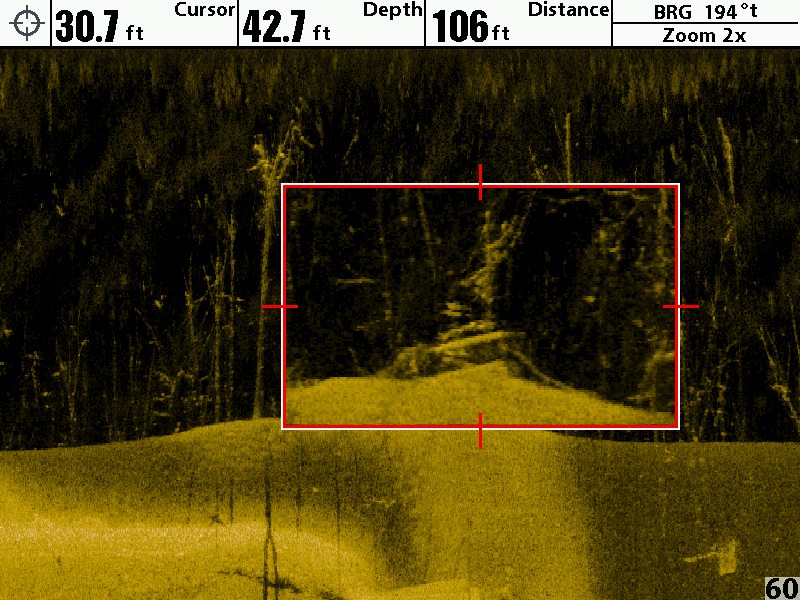 Cursor
30.7 ft
Depth
42.7 ft
Distance
106 ft
BRG 194°t
Zoom 2x
60